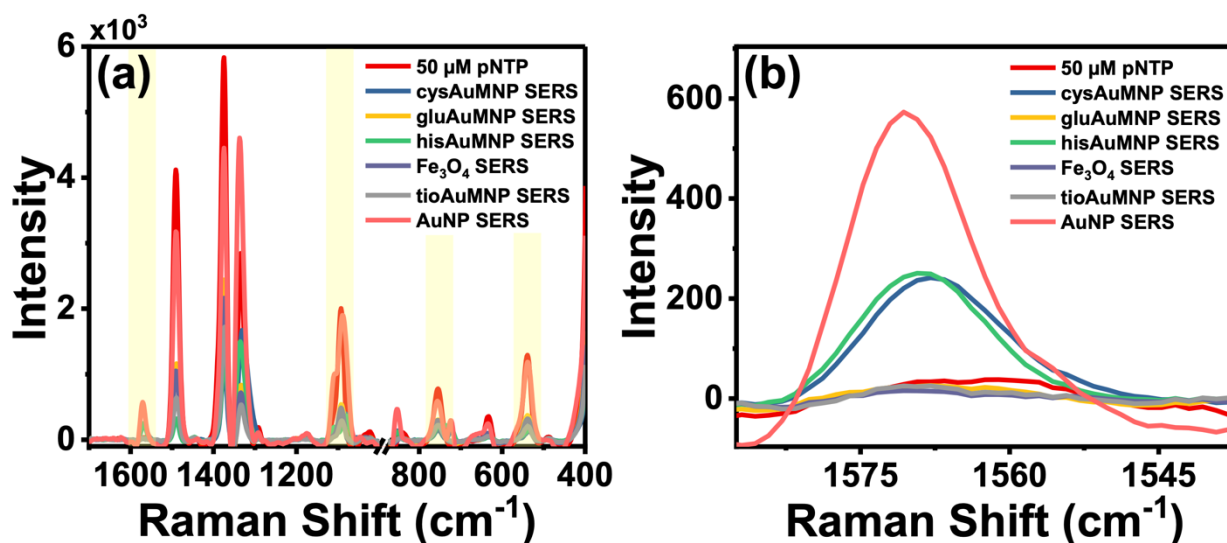 x10³
6
4
2
0
Intensity
(a)
50 µM pNTP
cysAuMNP SERS
gluAuMNP SERS
hisAuMNP SERS
Fe₃O₄ SERS
tioAuMNP SERS
AuNP SERS
1600 1400 1200 800 600 400
Raman Shift (cm⁻¹)
600
400
200
0
Intensity
(b)
50 µM pNTP
cysAuMNP SERS
gluAuMNP SERS
hisAuMNP SERS
Fe₃O₄ SERS
tioAuMNP SERS
AuNP SERS
1575 1560 1545
Raman Shift (cm⁻¹)